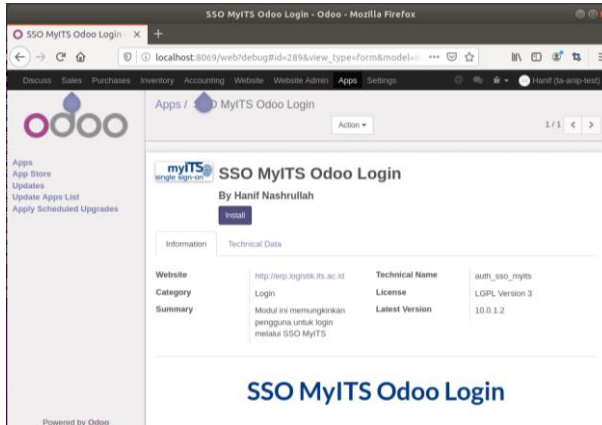 SSO MyITS Odoo Login - Odoo - Mozilla Firefox
SSO MyITS Odoo Login -
localhost:8069/web?debug#id=289&view_type=form&model=i
Discuss Sales Purchases Inventory Accounting Website Website Admin Apps Settings Hanif (ta-anip-test)
odoo
Apps / SSO MyITS Odoo Login
Action
1 / 1
Apps
App Store
Updates
Update Apps List
Apply Scheduled Upgrades
myITS
single sign-on
SSO MyITS Odoo Login
By Hanif Nashrullah
Install
Information Technical Data
Website http://erp.logistik.its.ac.id Technical Name auth_sso_myits
Category Login License LGPL Version 3
Summary Modul ini memungkinkan Latest Version 10.0.1.2
pengguna untuk login
melalui SSO MyITS
SSO MyITS Odoo Login
Powered by Odoo